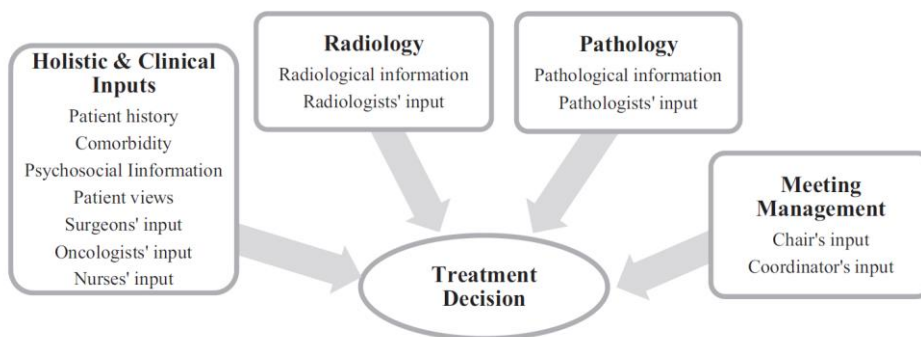 Holistic & Clinical
Inputs
Patient history
Comorbidity
Psychosocial Iinformation
Patient views
Surgeons' input
Oncologists' input
Nurses' input
Radiology
Radiological information
Radiologists' input
Pathology
Pathological information
Pathologists' input
Meeting
Management
Chair's input
Coordinator's input
Treatment
Decision